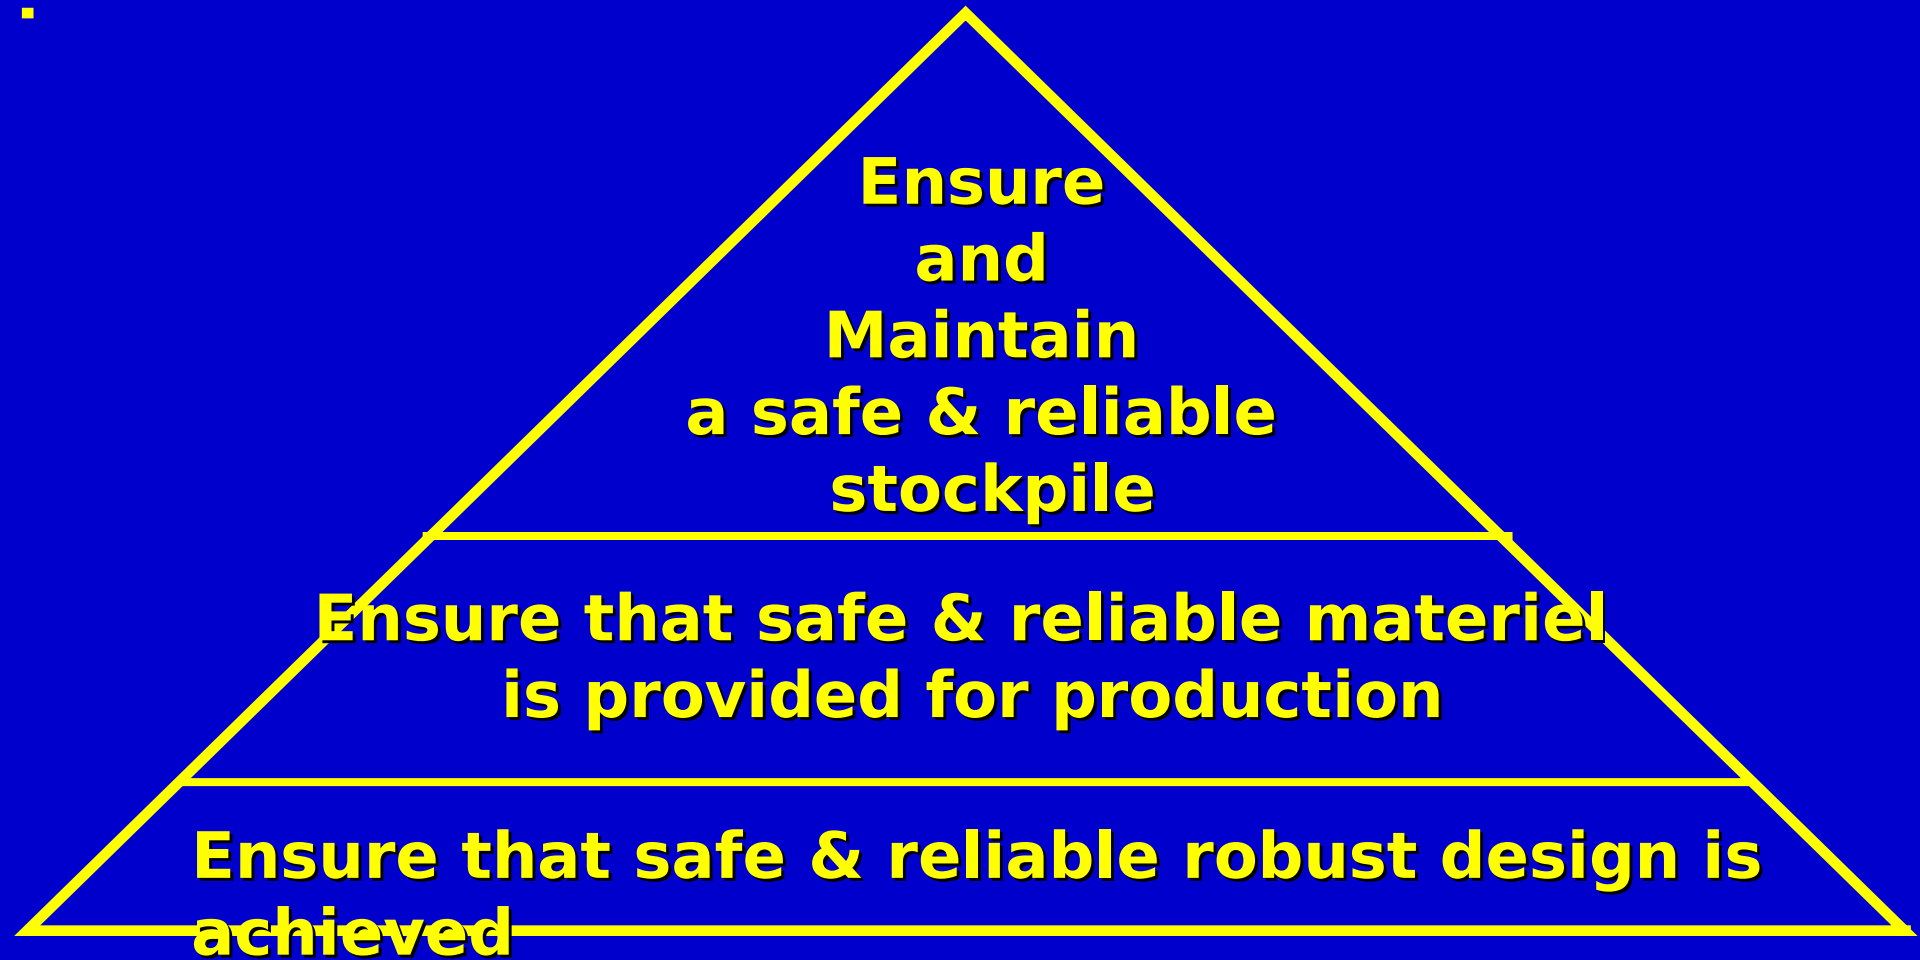 Ensure
and
Maintain
a safe & reliable
stockpile
Ensure that safe & reliable materiel
is provided for production
Ensure that safe & reliable robust design is
achieved